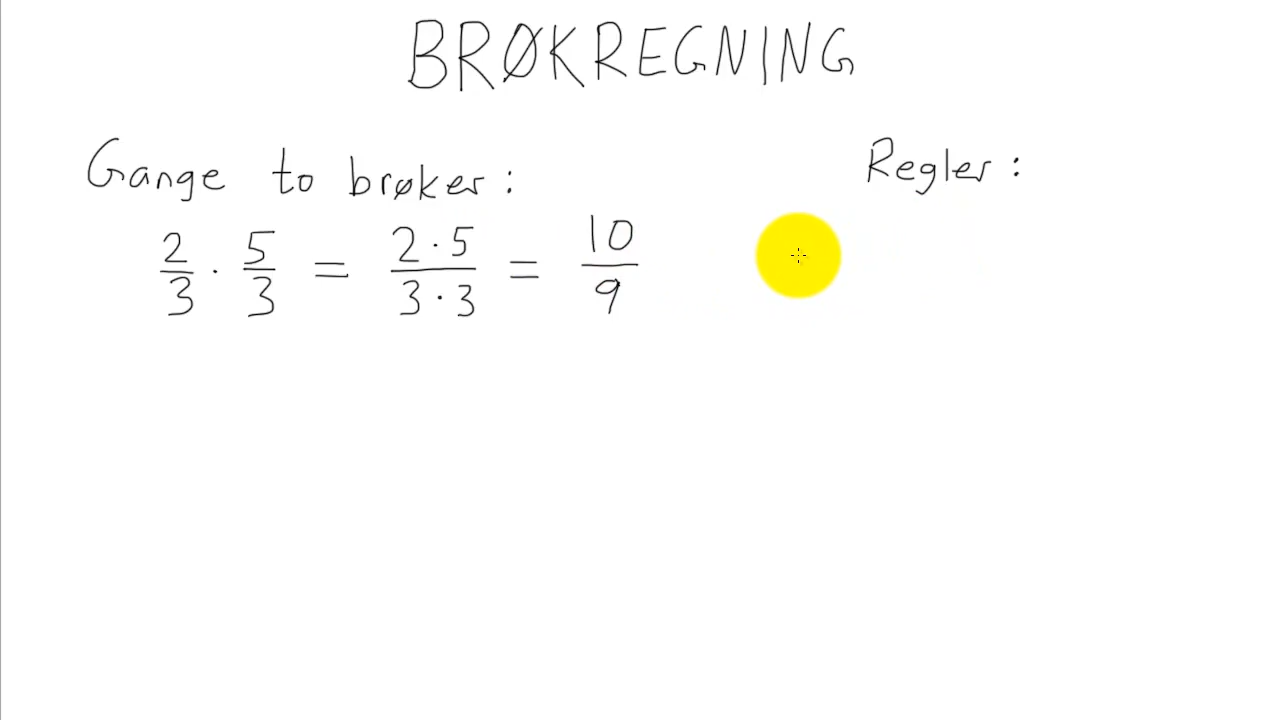 BRØKREGNING
Gange to brøker:
2/3 · 5/3 = 2·5/3·3 = 10/9
Regler: